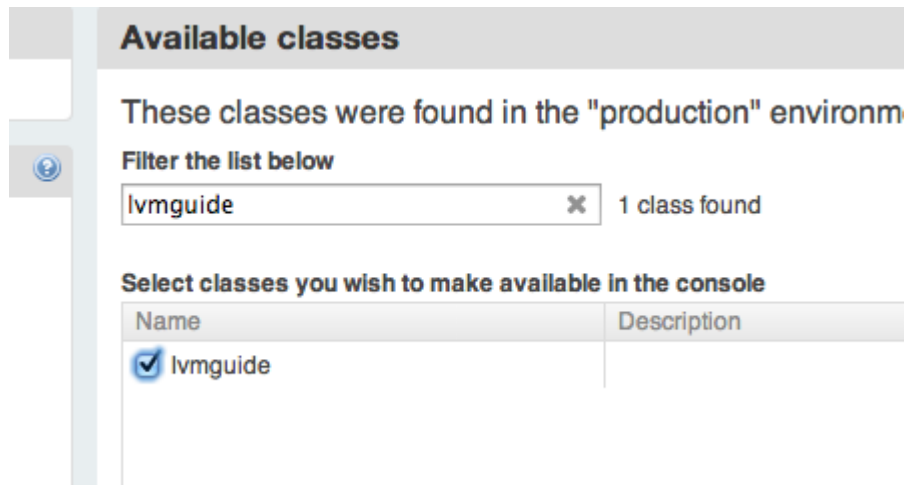 Available classes
These classes were found in the "production" environm
Filter the list below
lvmguide 1 class found
Select classes you wish to make available in the console
Name Description
lvmguide